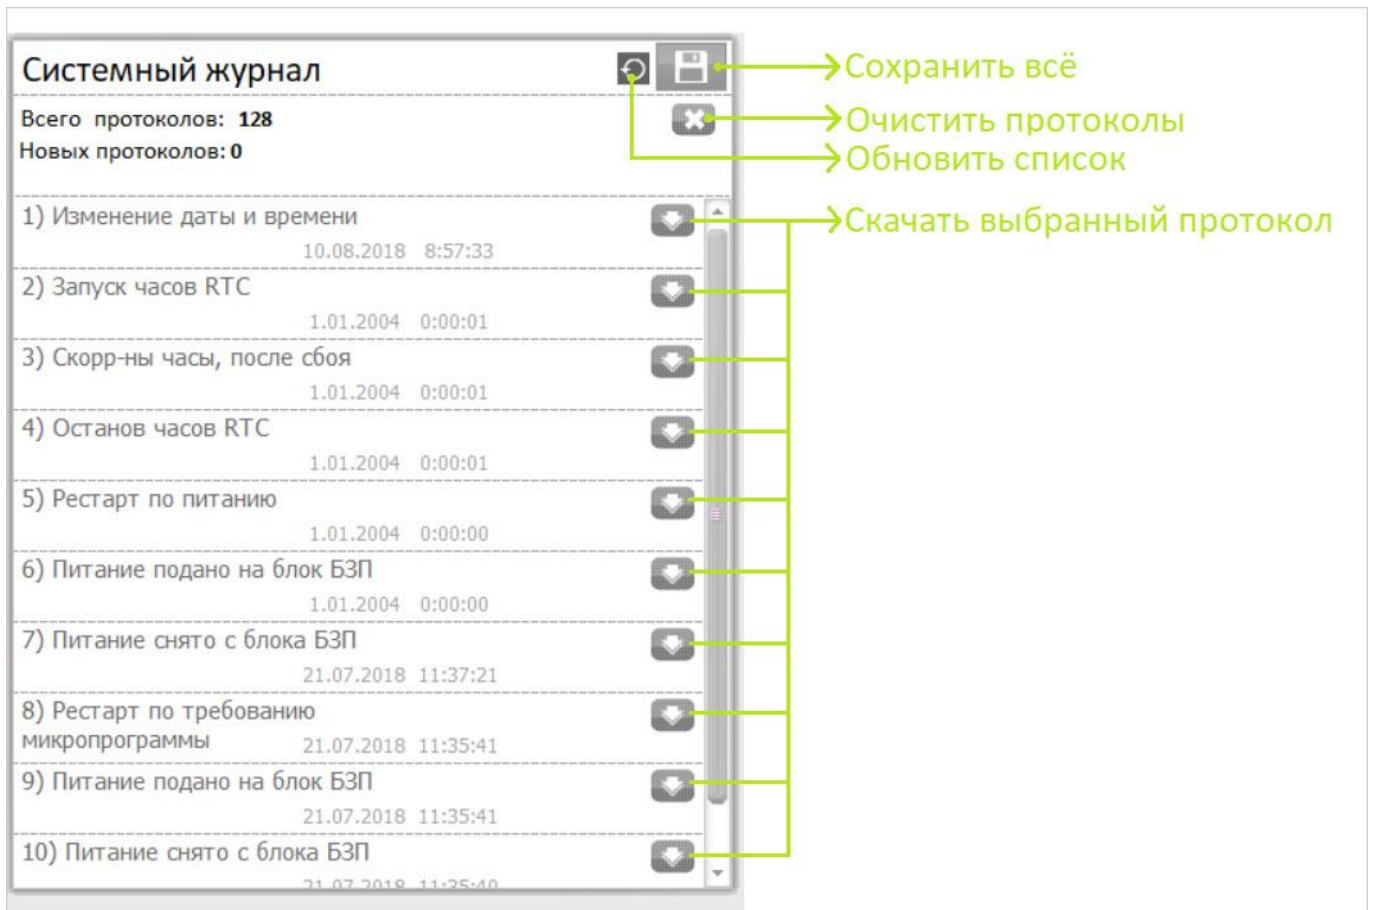 Системный журнал
Сохранить всё
Всего протоколов: 128
Очистить протоколы
Новых протоколов: 0
Обновить список
1) Изменение даты и времени
Скачать выбранный протокол
10.08.2018 8:57:33
2) Запуск часов RTC
1.01.2004 0:00:01
3) Скорр-ны часы, после сбоя
1.01.2004 0:00:01
4) Останов часов RTC
1.01.2004 0:00:01
5) Рестарт по питанию
1.01.2004 0:00:00
6) Питание подано на блок БЗП
1.01.2004 0:00:00
7) Питание снято с блока БЗП
21.07.2018 11:37:21
8) Рестарт по требованию
микропрограммы 21.07.2018 11:35:41
9) Питание подано на блок БЗП
21.07.2018 11:35:41
10) Питание снято с блока БЗП
21.07.2018 11:35:40